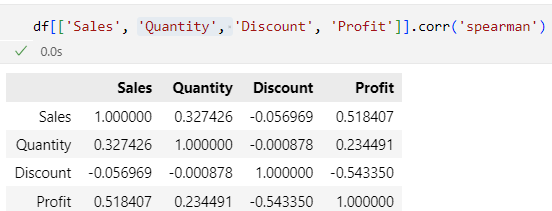 df[['Sales', 'Quantity', 'Discount', 'Profit']].corr('spearman')
0.0s
Sales Quantity Discount Profit
Sales 1.000000 0.327426 -0.056969 0.518407
Quantity 0.327426 1.000000 -0.000878 0.234491
Discount -0.056969 -0.000878 1.000000 -0.543350
Profit 0.518407 0.234491 -0.543350 1.000000